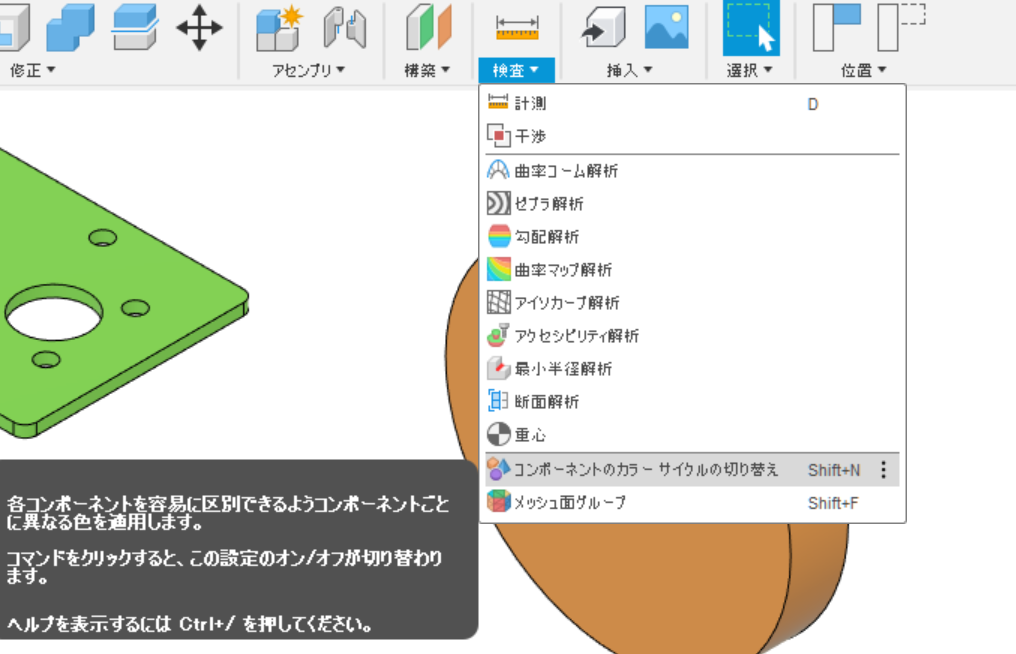 修正▼ アセンブリ▼ 構築▼ 検査▼ 挿入▼ 選択▼ 位置▼
計測 D
干渉
曲率コーム解析
ゼブラ解析
勾配解析
曲率マップ解析
アイソカーブ解析
アクセシビリティ解析
最小半径解析
断面解析
重心
コンポーネントのカラー サイクルの切り替え Shift+N
メッシュ面グループ Shift+F
各コンポーネントを容易に区別できるようコンポーネントごと
に異なる色を適用します。
コマンドをクリックすると、この設定のオン/オフが切り替わり
ます。
ヘルプを表示するには Ctrl+/ を押してください。